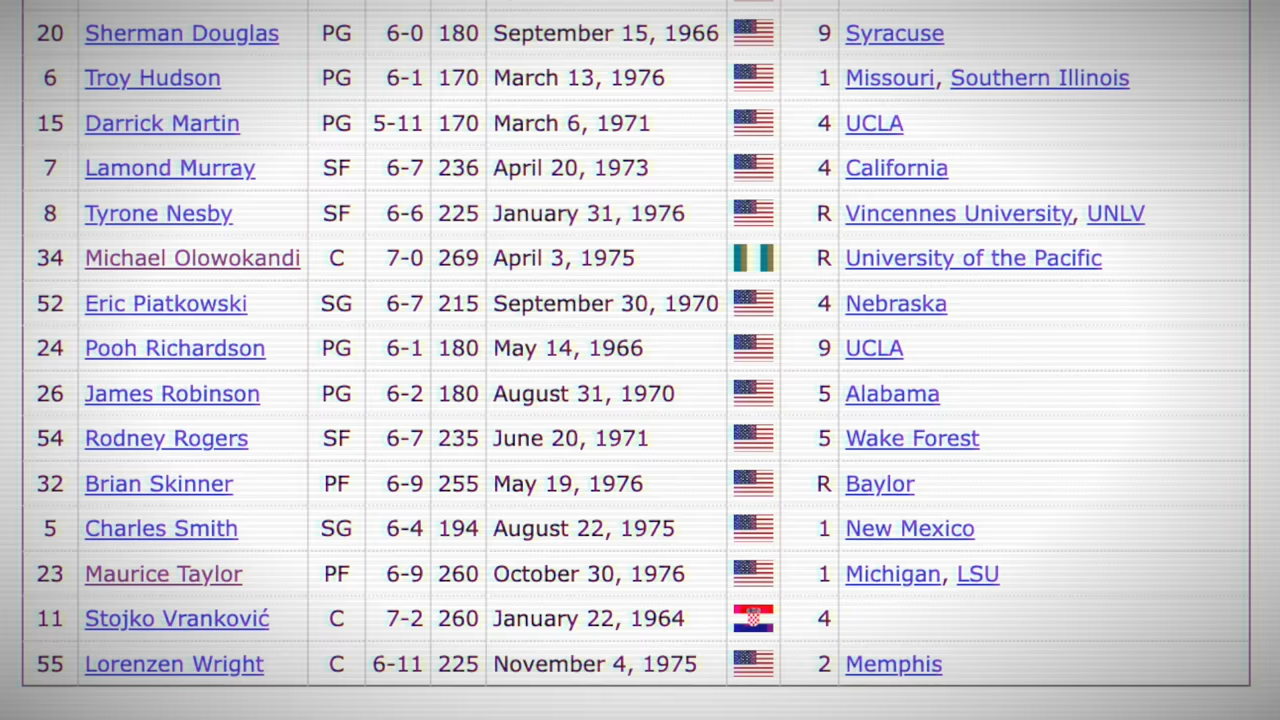 20 Sherman Douglas PG 6-0 180 September 15, 1966 9 Syracuse
6 Troy Hudson PG 6-1 170 March 13, 1976 1 Missouri, Southern Illinois
15 Darrick Martin PG 5-11 170 March 6, 1971 4 UCLA
7 Lamond Murray SF 6-7 236 April 20, 1973 4 California
8 Tyrone Nesby SF 6-6 225 January 31, 1976 R Vincennes University, UNLV
34 Michael Olowokandi C 7-0 269 April 3, 1975 R University of the Pacific
52 Eric Piatkowski SG 6-7 215 September 30, 1970 4 Nebraska
24 Pooh Richardson PG 6-1 180 May 14, 1966 9 UCLA
26 James Robinson PG 6-2 180 August 31, 1970 5 Alabama
54 Rodney Rogers SF 6-7 235 June 20, 1971 5 Wake Forest
32 Brian Skinner PF 6-9 255 May 19, 1976 R Baylor
5 Charles Smith SG 6-4 194 August 22, 1975 1 New Mexico
23 Maurice Taylor PF 6-9 260 October 30, 1976 1 Michigan, LSU
11 Stojko Vranković C 7-2 260 January 22, 1964 4
55 Lorenzen Wright C 6-11 225 November 4, 1975 2 Memphis